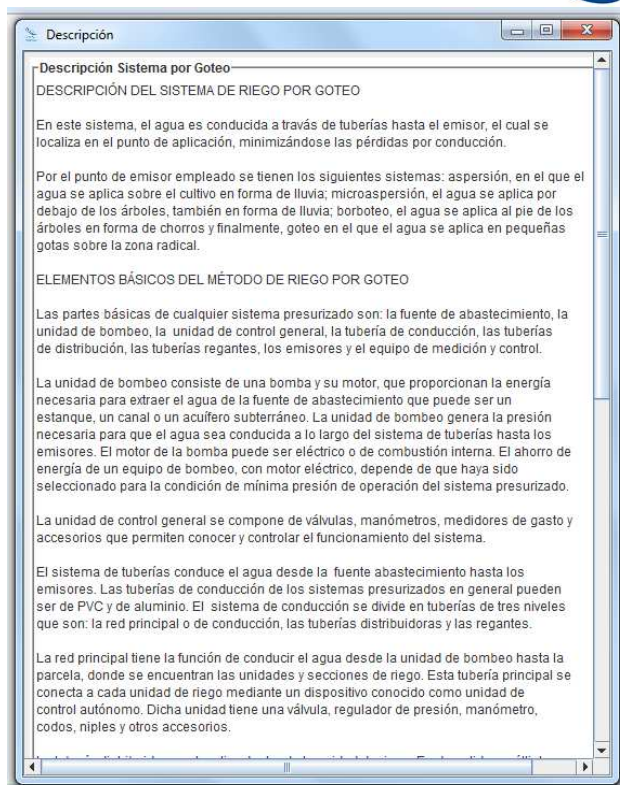 Descripción
Descripción Sistema por Goteo
DESCRIPCIÓN DEL SISTEMA DE RIEGO POR GOTEO
En este sistema, el agua es conducida a travás de tuberías hasta el emisor, el cual se
localiza en el punto de aplicación, minimizándose las pérdidas por conducción.
Por el punto de emisor empleado se tienen los siguientes sistemas: aspersión, en el que el
agua se aplica sobre el cultivo en forma de lluvia; microaspersión, el agua se aplica por
debajo de los árboles, también en forma de lluvia; borboteo, el agua se aplica al pie de los
árboles en forma de chorros y finalmente, goteo en el que el agua se aplica en pequeñas
gotas sobre la zona radical.
ELEMENTOS BÁSICOS DEL MÉTODO DE RIEGO POR GOTEO
Las partes básicas de cualquier sistema presurizado son: la fuente de abastecimiento, la
unidad de bombeo, la unidad de control general, la tubería de conducción, las tuberías
de distribución, las tuberías regantes, los emisores y el equipo de medición y control.
La unidad de bombeo consiste de una bomba y su motor, que proporcionan la energía
necesaria para extraer el agua de la fuente de abastecimiento que puede ser un
estanque, un canal o un acuífero subterráneo. La unidad de bombeo genera la presión
necesaria para que el agua sea conducida a lo largo del sistema de tuberías hasta los
emisores. El motor de la bomba puede ser eléctrico o de combustión interna. El ahorro de
energía de un equipo de bombeo, con motor eléctrico, depende de que haya sido
seleccionado para la condición de mínima presión de operación del sistema presurizado.
La unidad de control general se compone de válvulas, manómetros, medidores de gasto y
accesorios que permiten conocer y controlar el funcionamiento del sistema.
El sistema de tuberías conduce el agua desde la fuente abastecimiento hasta los
emisores. Las tuberías de conducción de los sistemas presurizados en general pueden
ser de PVC y de aluminio. El sistema de conducción se divide en tuberías de tres niveles
que son: la red principal o de conducción, las tuberías distribuidoras y las regantes.
La red principal tiene la función de conducir el agua desde la unidad de bombeo hasta la
parcela, donde se encuentran las unidades y secciones de riego. Esta tubería principal se
conecta a cada unidad de riego mediante un dispositivo conocido como unidad de
control autónomo. Dicha unidad tiene una válvula, regulador de presión, manómetro,
codos, niples y otros accesorios.